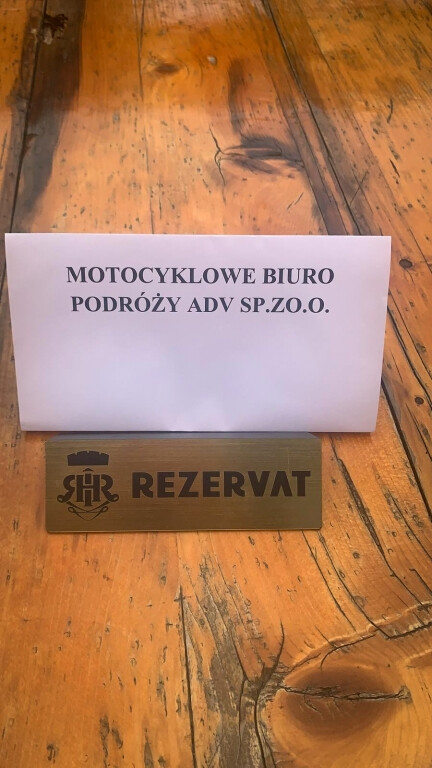 MOTOCYKLOWE BIURO
PODRÓŻY ADV SP.ZO.O.
REZERVAT